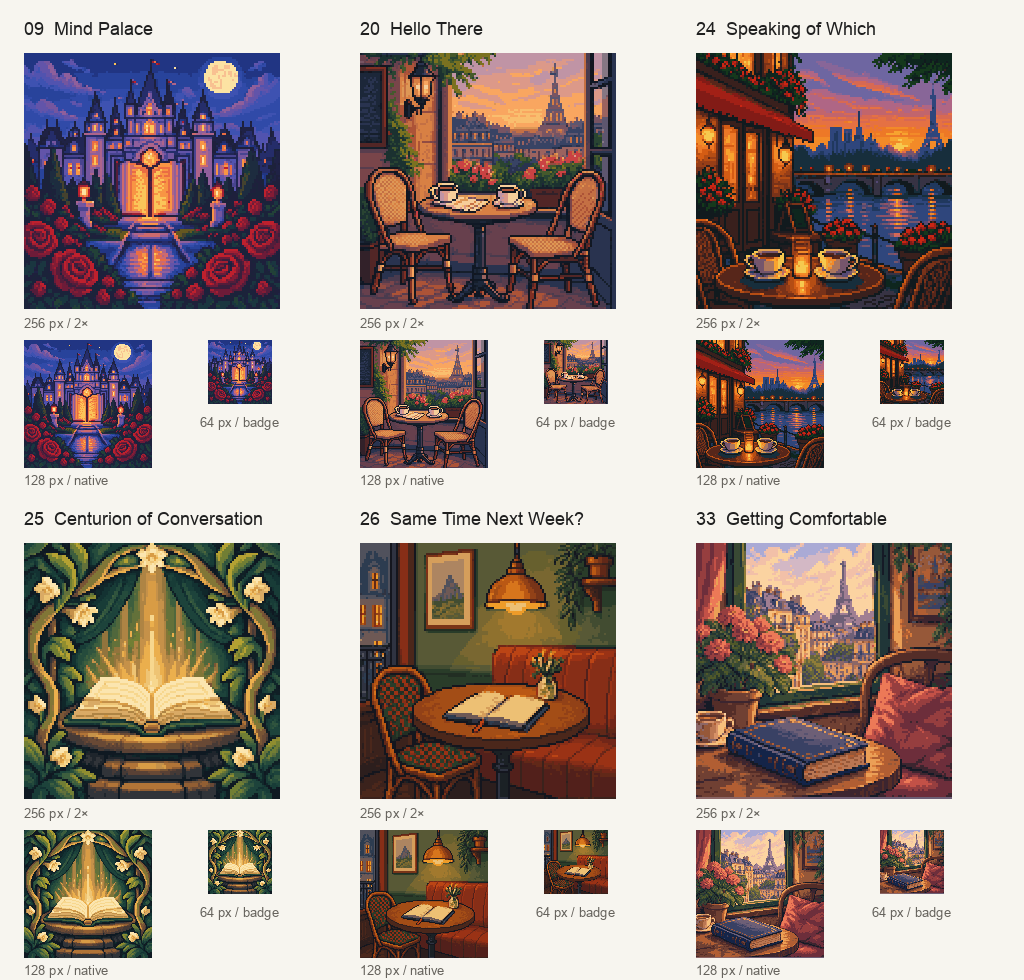 09 Mind Palace
20 Hello There
24 Speaking of Which
256 px / 2×
256 px / 2×
256 px / 2×
64 px / badge
64 px / badge
64 px / badge
128 px / native
128 px / native
128 px / native
25 Centurion of Conversation
26 Same Time Next Week?
33 Getting Comfortable
256 px / 2×
256 px / 2×
256 px / 2×
64 px / badge
64 px / badge
64 px / badge
128 px / native
128 px / native
128 px / native